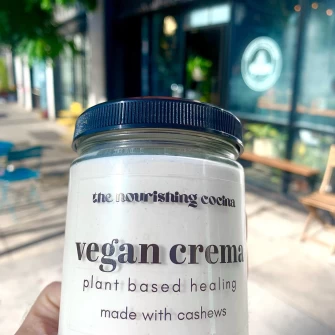 the nourishing cocina
vegan crema
plant based healing
made with cashews